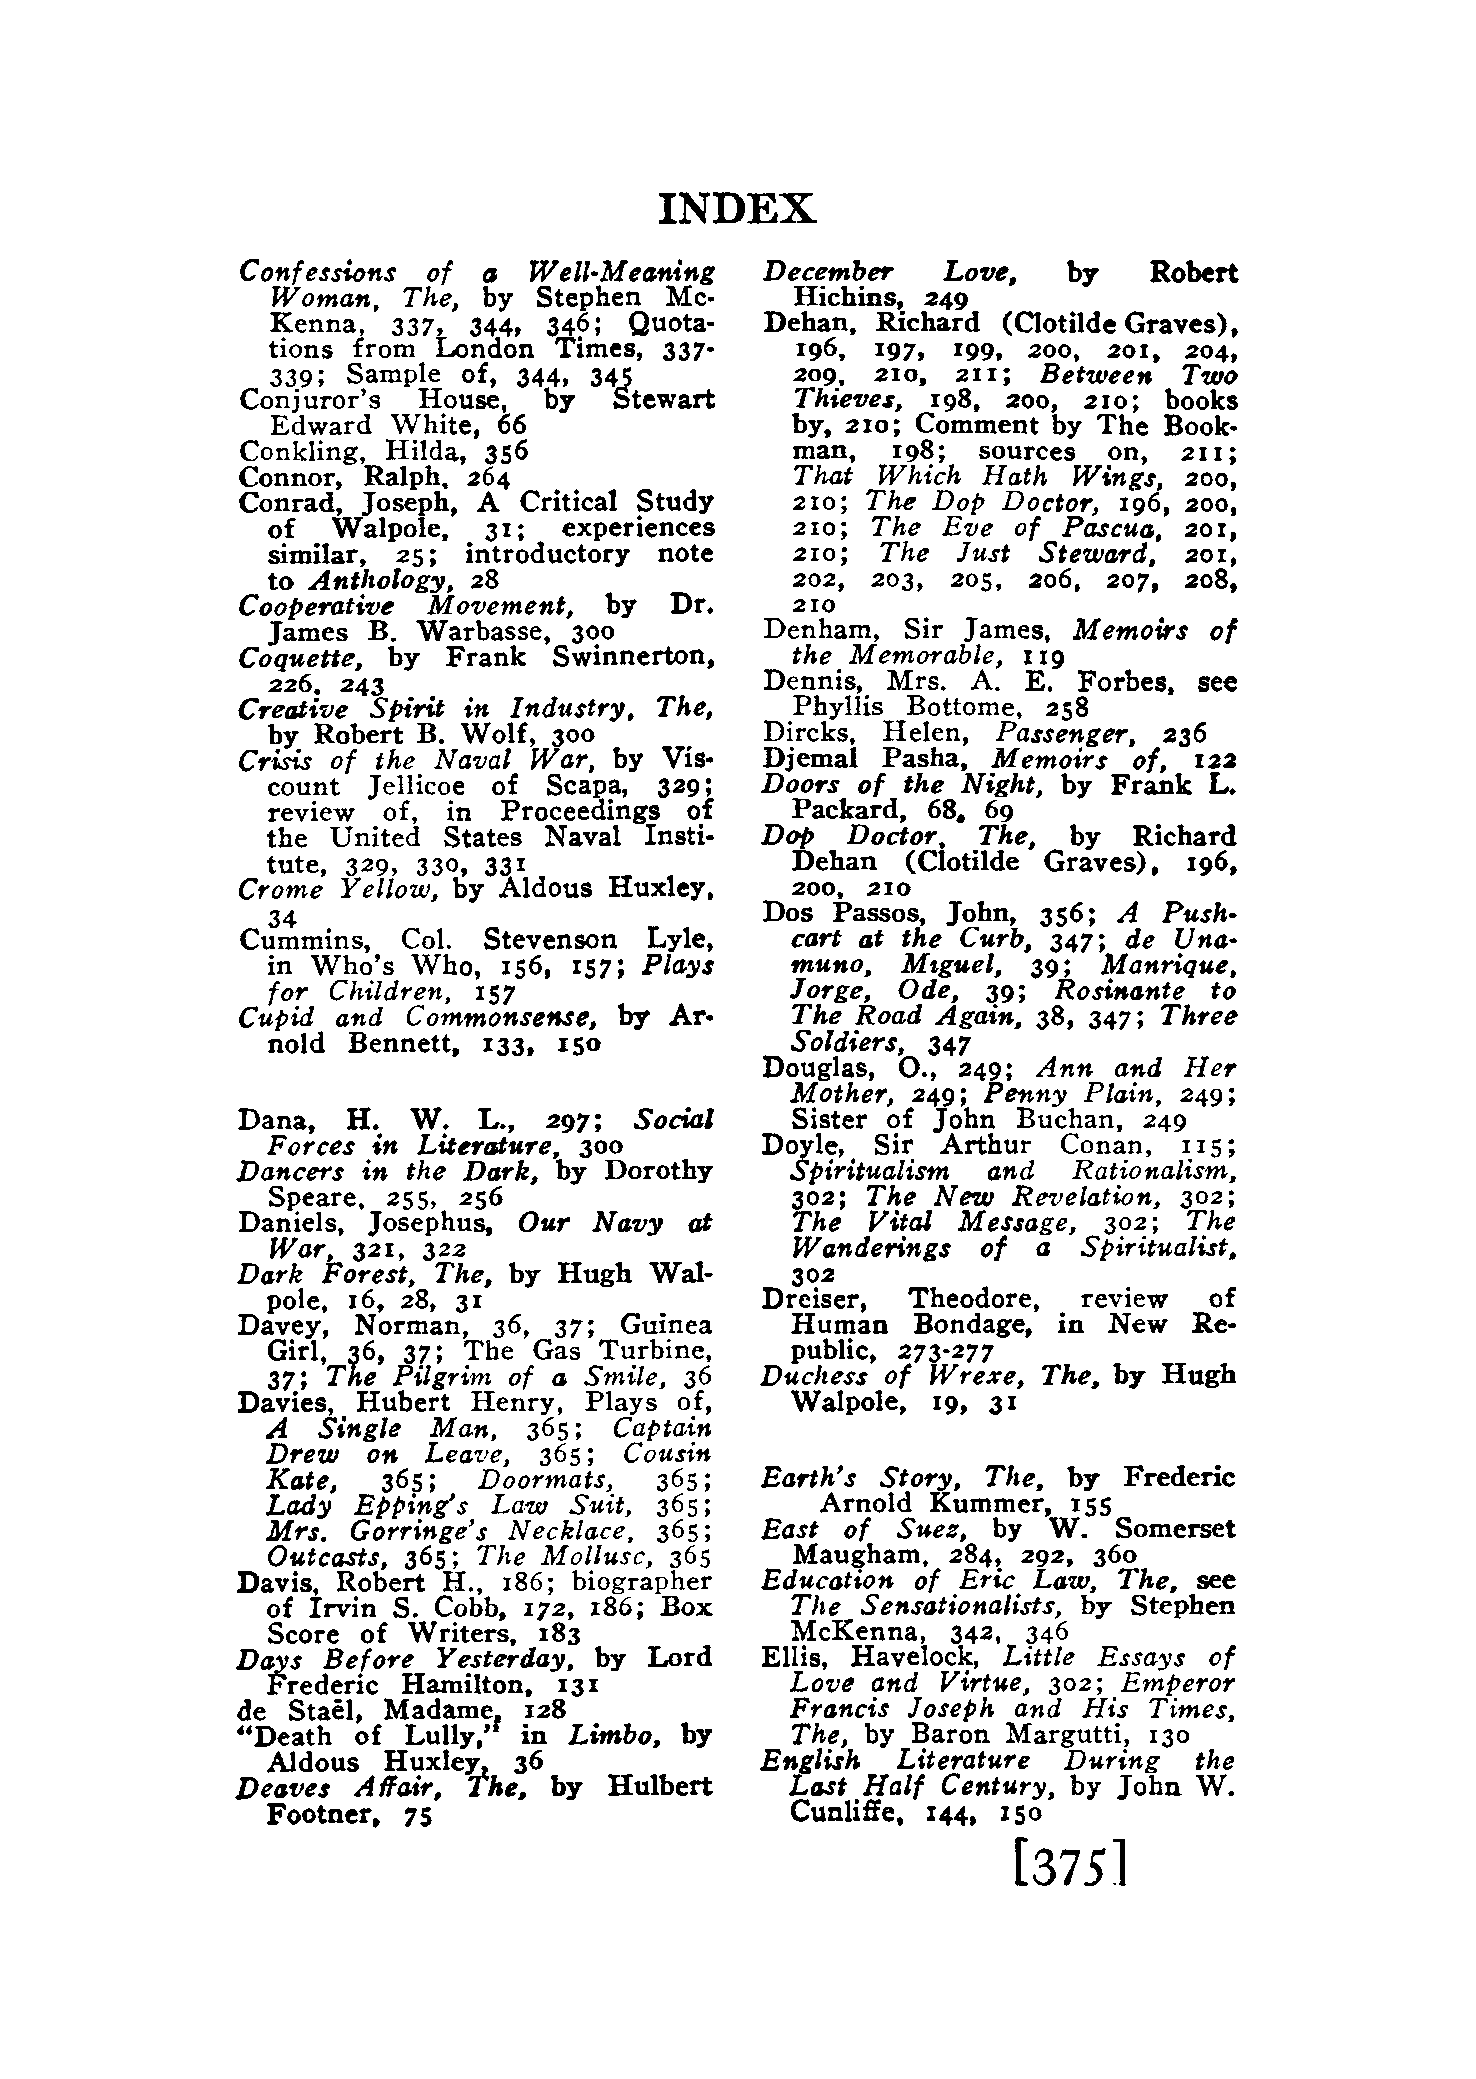 INDEX
Confessions of a Well-Meaning
Woman, The, by Stephen Mc-
Kenna, 337, 344, 346; Quota-
tions from London Times, 337-
339; Sample of, 344, 345
Conjuror's House, by Stewart
Edward White, 66
Conkling, Hilda, 356
Connor, Ralph, 264
Conrad, Joseph, A Critical Study
of Walpole, 31; experiences
similar, 25; introductory note
to Anthology, 28
Cooperative Movement, by Dr.
James B. Warbasse, 300
Coquette, by Frank Swinnerton,
226, 243
Creative Spirit in Industry, The,
by Robert B. Wolf, 300
Crisis of the Naval War, by Vis-
count Jellicoe of Scapa, 329;
review of, in Proceedings of
the United States Naval Insti-
tute, 329, 330, 331
Crome Yellow, by Aldous Huxley,
34
Cummins, Col. Stevenson Lyle,
in Who's Who, 156, 157; Plays
for Children, 157
Cupid and Commonsense, by Ar-
nold Bennett, 133, 150
Dana, H. W. L., 297; Social
Forces in Literature, 300
Dancers in the Dark, by Dorothy
Speare, 255, 256
Daniels, Josephus, Our Navy at
War, 321, 322
Dark Forest, The, by Hugh Wal-
pole, 16, 28, 31
Davey, Norman, 36, 37; Guinea
Girl, 36, 37; The Gas Turbine,
37; The Pilgrim of a Smile, 36
Davies, Hubert Henry, Plays of,
A Single Man, 365; Captain
Drew on Leave, 365; Cousin
Kate, 365; Doormats, 365;
Lady Epping's Law Suit, 365;
Mrs. Gorringe's Necklace, 365;
Outcasts, 365; The Mollusc, 365
Davis, Robert H., 186; biographer
of Irvin S. Cobb, 172, 186; Box
Score of Writers, 183
Days Before Yesterday, by Lord
Frederic Hamilton, 131
de Staël, Madame, 128
"Death of Lully," in Limbo, by
Aldous Huxley, 36
Deaves Affair, The, by Hulbert
Footner, 75
December Love, by Robert
Hichins, 249
Dehan, Richard (Clotilde Graves),
196, 197, 199, 200, 201, 204,
209, 210, 211; Between Two
Thieves, 198, 200, 210; books
by, 210; Comment by The Book-
man, 198; sources on, 211;
That Which Hath Wings, 200,
210; The Dop Doctor, 196, 200,
210; The Eve of Pascua, 201,
210; The Just Steward, 201,
202, 203, 205, 206, 207, 208,
210
Denham, Sir James, Memoirs of
the Memorable, 119
Dennis, Mrs. A. E. Forbes, see
Phyllis Bottome, 258
Dircks, Helen, Passenger, 236
Djemal Pasha, Memoirs of, 122
Doors of the Night, by Frank L.
Packard, 68, 69
Dop Doctor, The, by Richard
Dehan (Clotilde Graves), 196,
200, 210
Dos Passos, John, 356; A Push-
cart at the Curb, 347; de Una-
muno, Miguel, 39; Manrique,
Jorge, Ode, 39; Rosinante to
The Road Again, 38, 347; Three
Soldiers, 347
Douglas, O., 249; Ann and Her
Mother, 249; Penny Plain, 249;
Sister of John Buchan, 249
Doyle, Sir Arthur Conan, 115;
Spiritualism and Rationalism,
302; The New Revelation, 302;
The Vital Message, 302; The
Wanderings of a Spiritualist,
302
Dreiser, Theodore, review of
Human Bondage, in New Re-
public, 273-277
Duchess of Wrexe, The, by Hugh
Walpole, 19, 31
Earth's Story, The, by Frederic
Arnold Kummer, 155
East of Suez, by W. Somerset
Maugham, 284, 292, 360
Education of Eric Law, The, see
The Sensationalists, by Stephen
McKenna, 342, 346
Ellis, Havelock, Little Essays of
Love and Virtue, 302; Emperor
Francis Joseph and His Times,
The, by Baron Margutti, 130
English Literature During the
Last Half Century, by John W.
Cunliffe, 144, 150
[375]